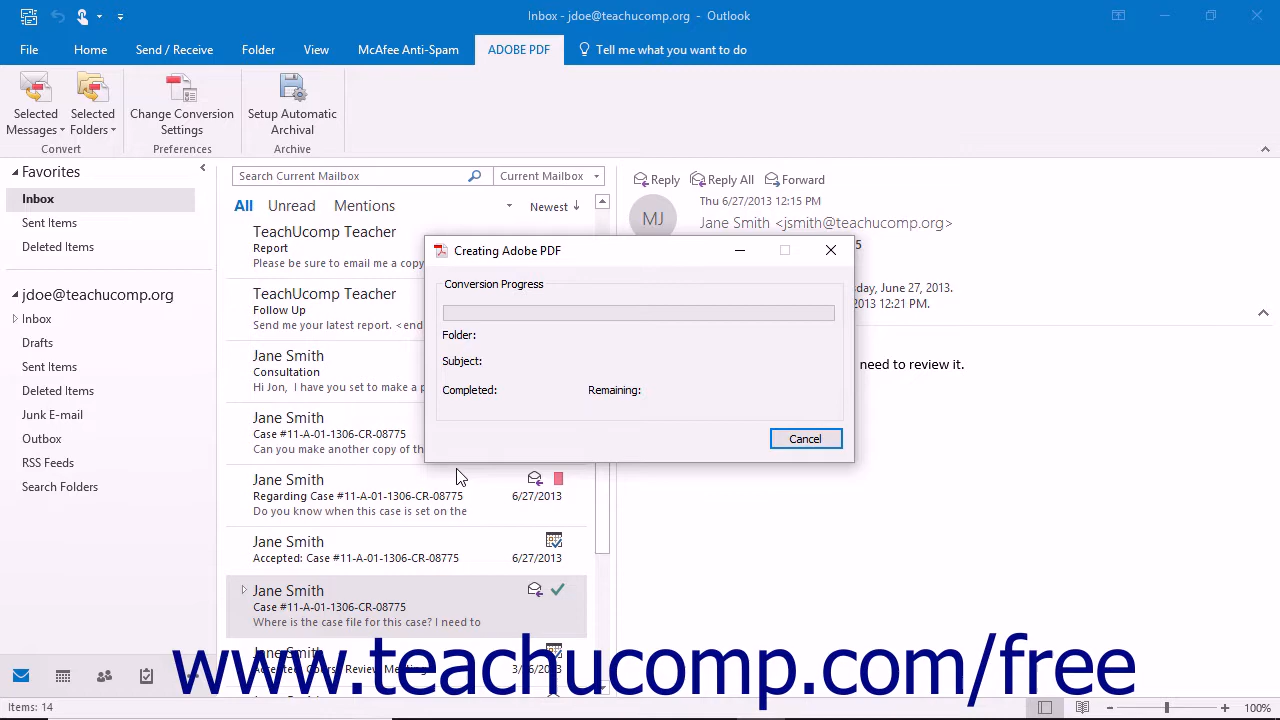 Inbox - jdoe@teachucomp.org - Outlook
File Home Send / Receive Folder View McAfee Anti-Spam ADOBE PDF Tell me what you want to do
Selected Messages Selected Folders Change Conversion Settings Setup Automatic Archival
Convert Preferences Archive
Favorites
Inbox
Sent Items
Deleted Items
jdoe@teachucomp.org
Inbox
Drafts
Sent Items
Deleted Items
Junk E-mail
Outbox
RSS Feeds
Search Folders
Search Current Mailbox Current Mailbox
All Unread Mentions Newest
TeachUcomp Teacher
Report
Please be sure to email me a copy
TeachUcomp Teacher
Follow Up
Send me your latest report. <end
Jane Smith
Consultation
Hi Jon, I have you set to make a p
Jane Smith
Case #11-A-01-1306-CR-08775
Can you make another copy of th
Jane Smith
Regarding Case #11-A-01-1306-CR-08775 6/27/2013
Do you know when this case is set on the
Jane Smith
Accepted: Case #11-A-01-1306-CR-08775 6/27/2013
Jane Smith
Case #11-A-01-1306-CR-08775
Where is the case file for this case? I need to
Jane Smith
Reply Reply All Forward
Thu 6/27/2013 12:15 PM
MJ
Jane Smith <jsmith@teachucomp.org>
5
day, June 27, 2013.
2013 12:21 PM.
need to review it.
Creating Adobe PDF
Conversion Progress
Folder:
Subject:
Completed: Remaining:
Cancel
www.teachucomp.com/free
Items: 14 100%